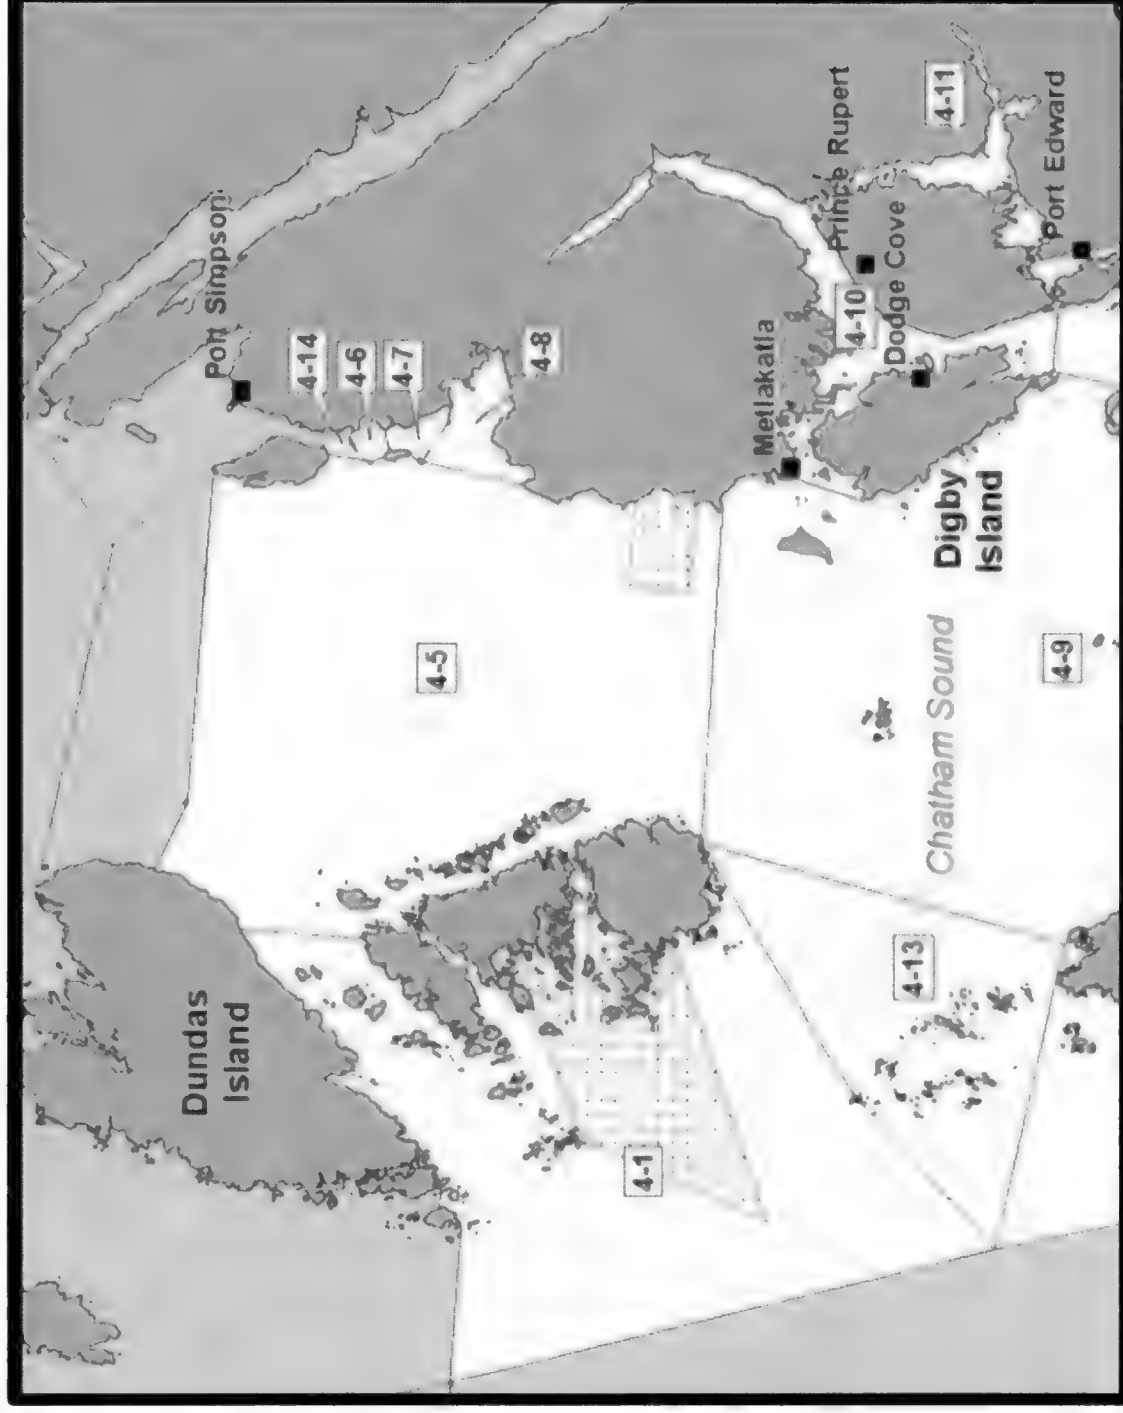 Dundas
Island
Port Simpson
4-14
4-6
4-7
4-5
4-8
4-1
Metlakatla
Prince Rupert
4-10
Dodge Cove
4-13
Chatham Sound
4-11
Digby
Island
Port Edward
4-9